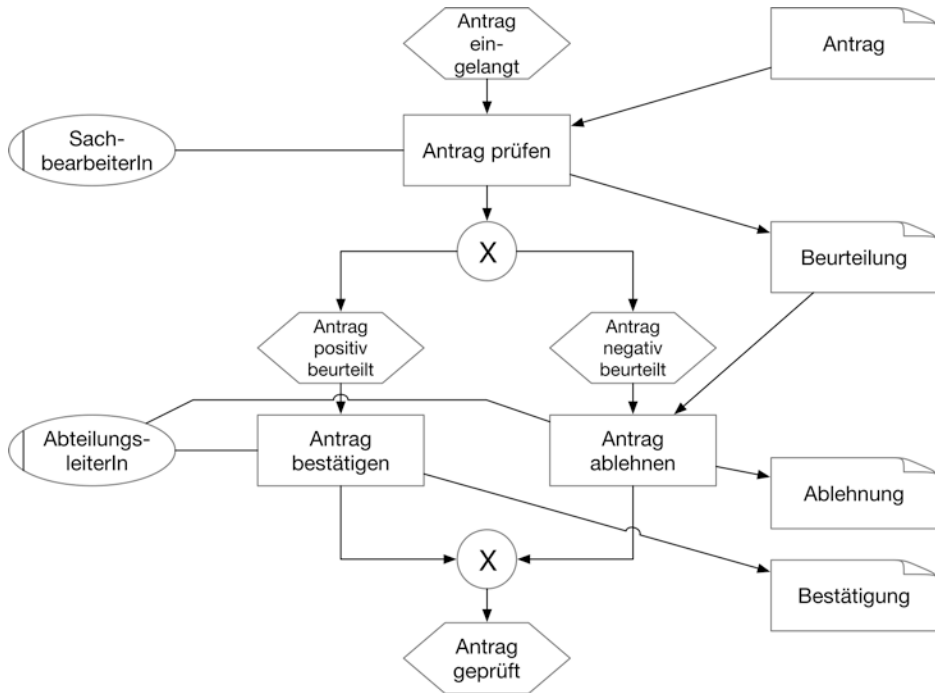 Antrag
ein-
gelangt
Antrag
Sach-
bearbeiterIn
Antrag prüfen
X
Beurteilung
Antrag
positiv
beurteilt
Antrag
negativ
beurteilt
Abteilungs-
leiterIn
Antrag
bestätigen
Antrag
ablehnen
Ablehnung
X
Bestätigung
Antrag
geprüft